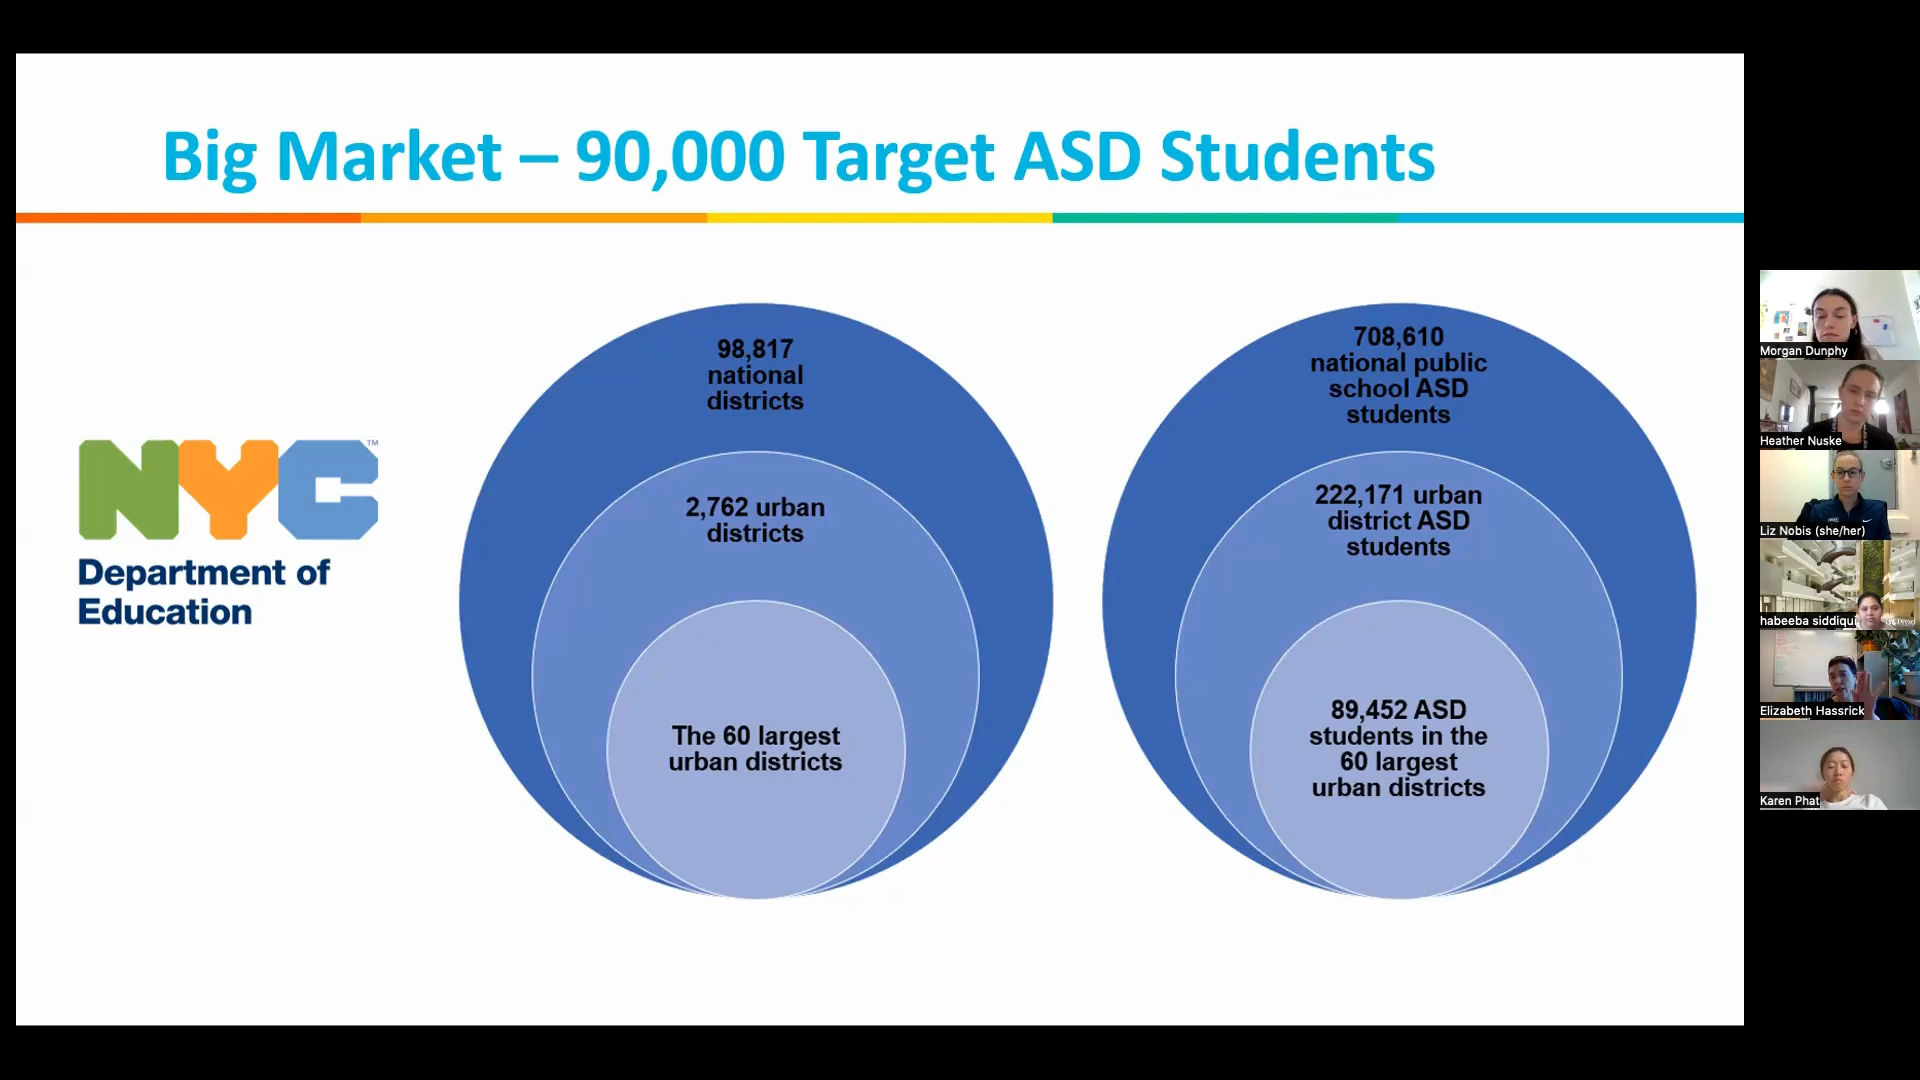 Big Market – 90,000 Target ASD Students
NYC™
Department of
Education
98,817
national
districts
2,762 urban
districts
The 60 largest
urban districts
708,610
national public
school ASD
students
222,171 urban
district ASD
students
89,452 ASD
students in the
60 largest
urban districts
Morgan Dunphy
Heather Nuske
Liz Nobis (she/her)
habeeba siddiqui
Elizabeth Hassrick
Karen Phat